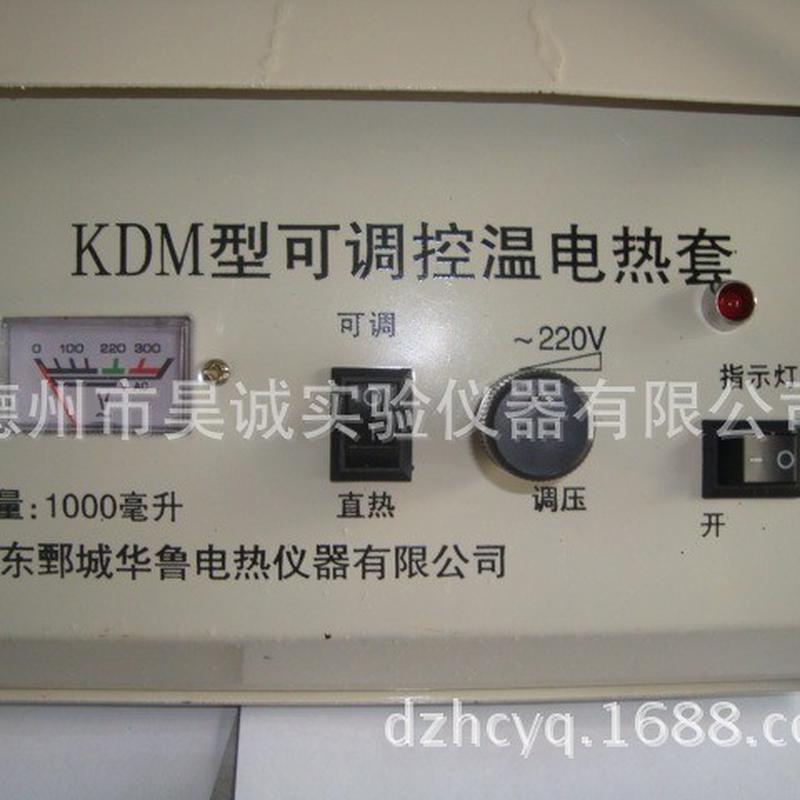 KDM型可调控温电热套
可调
~220V
0 100 220 300
AC
V
指示灯
德州市昊诚实验仪器有限公司
量:1000毫升
直热
调压
开
东鄄城华鲁电热仪器有限公司
dzhcyq.1688.co